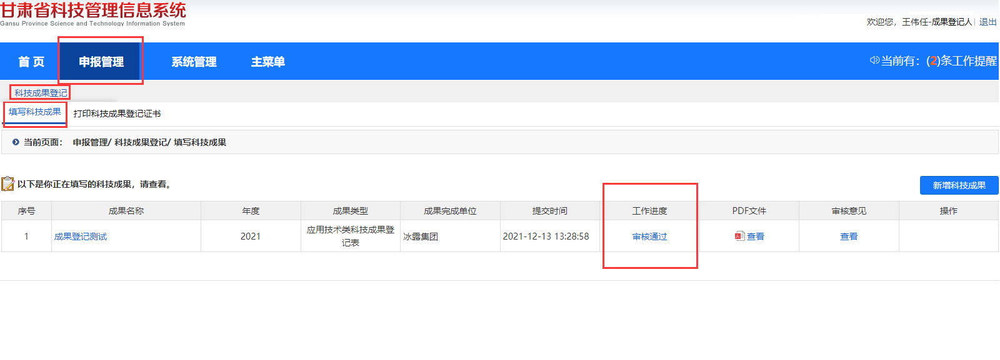 甘肃省科技管理信息系统
Gansu Province Science and Technology Information System
欢迎您，王伟任-成果登记人| 退出
首 页 申报管理 系统管理 主菜单 当前有：(2)条工作提醒
科技成果登记
填写科技成果 打印科技成果登记证书
当前页面： 申报管理/ 科技成果登记/ 填写科技成果
以下是你正在填写的科技成果，请查看。 新增科技成果
序号 成果名称 年度 成果类型 成果完成单位 提交时间 工作进度 PDF文件 审核意见 操作
1 成果登记测试 2021 应用技术类科技成果登记表 冰露集团 2021-12-13 13:28:58 审核通过 查看 查看